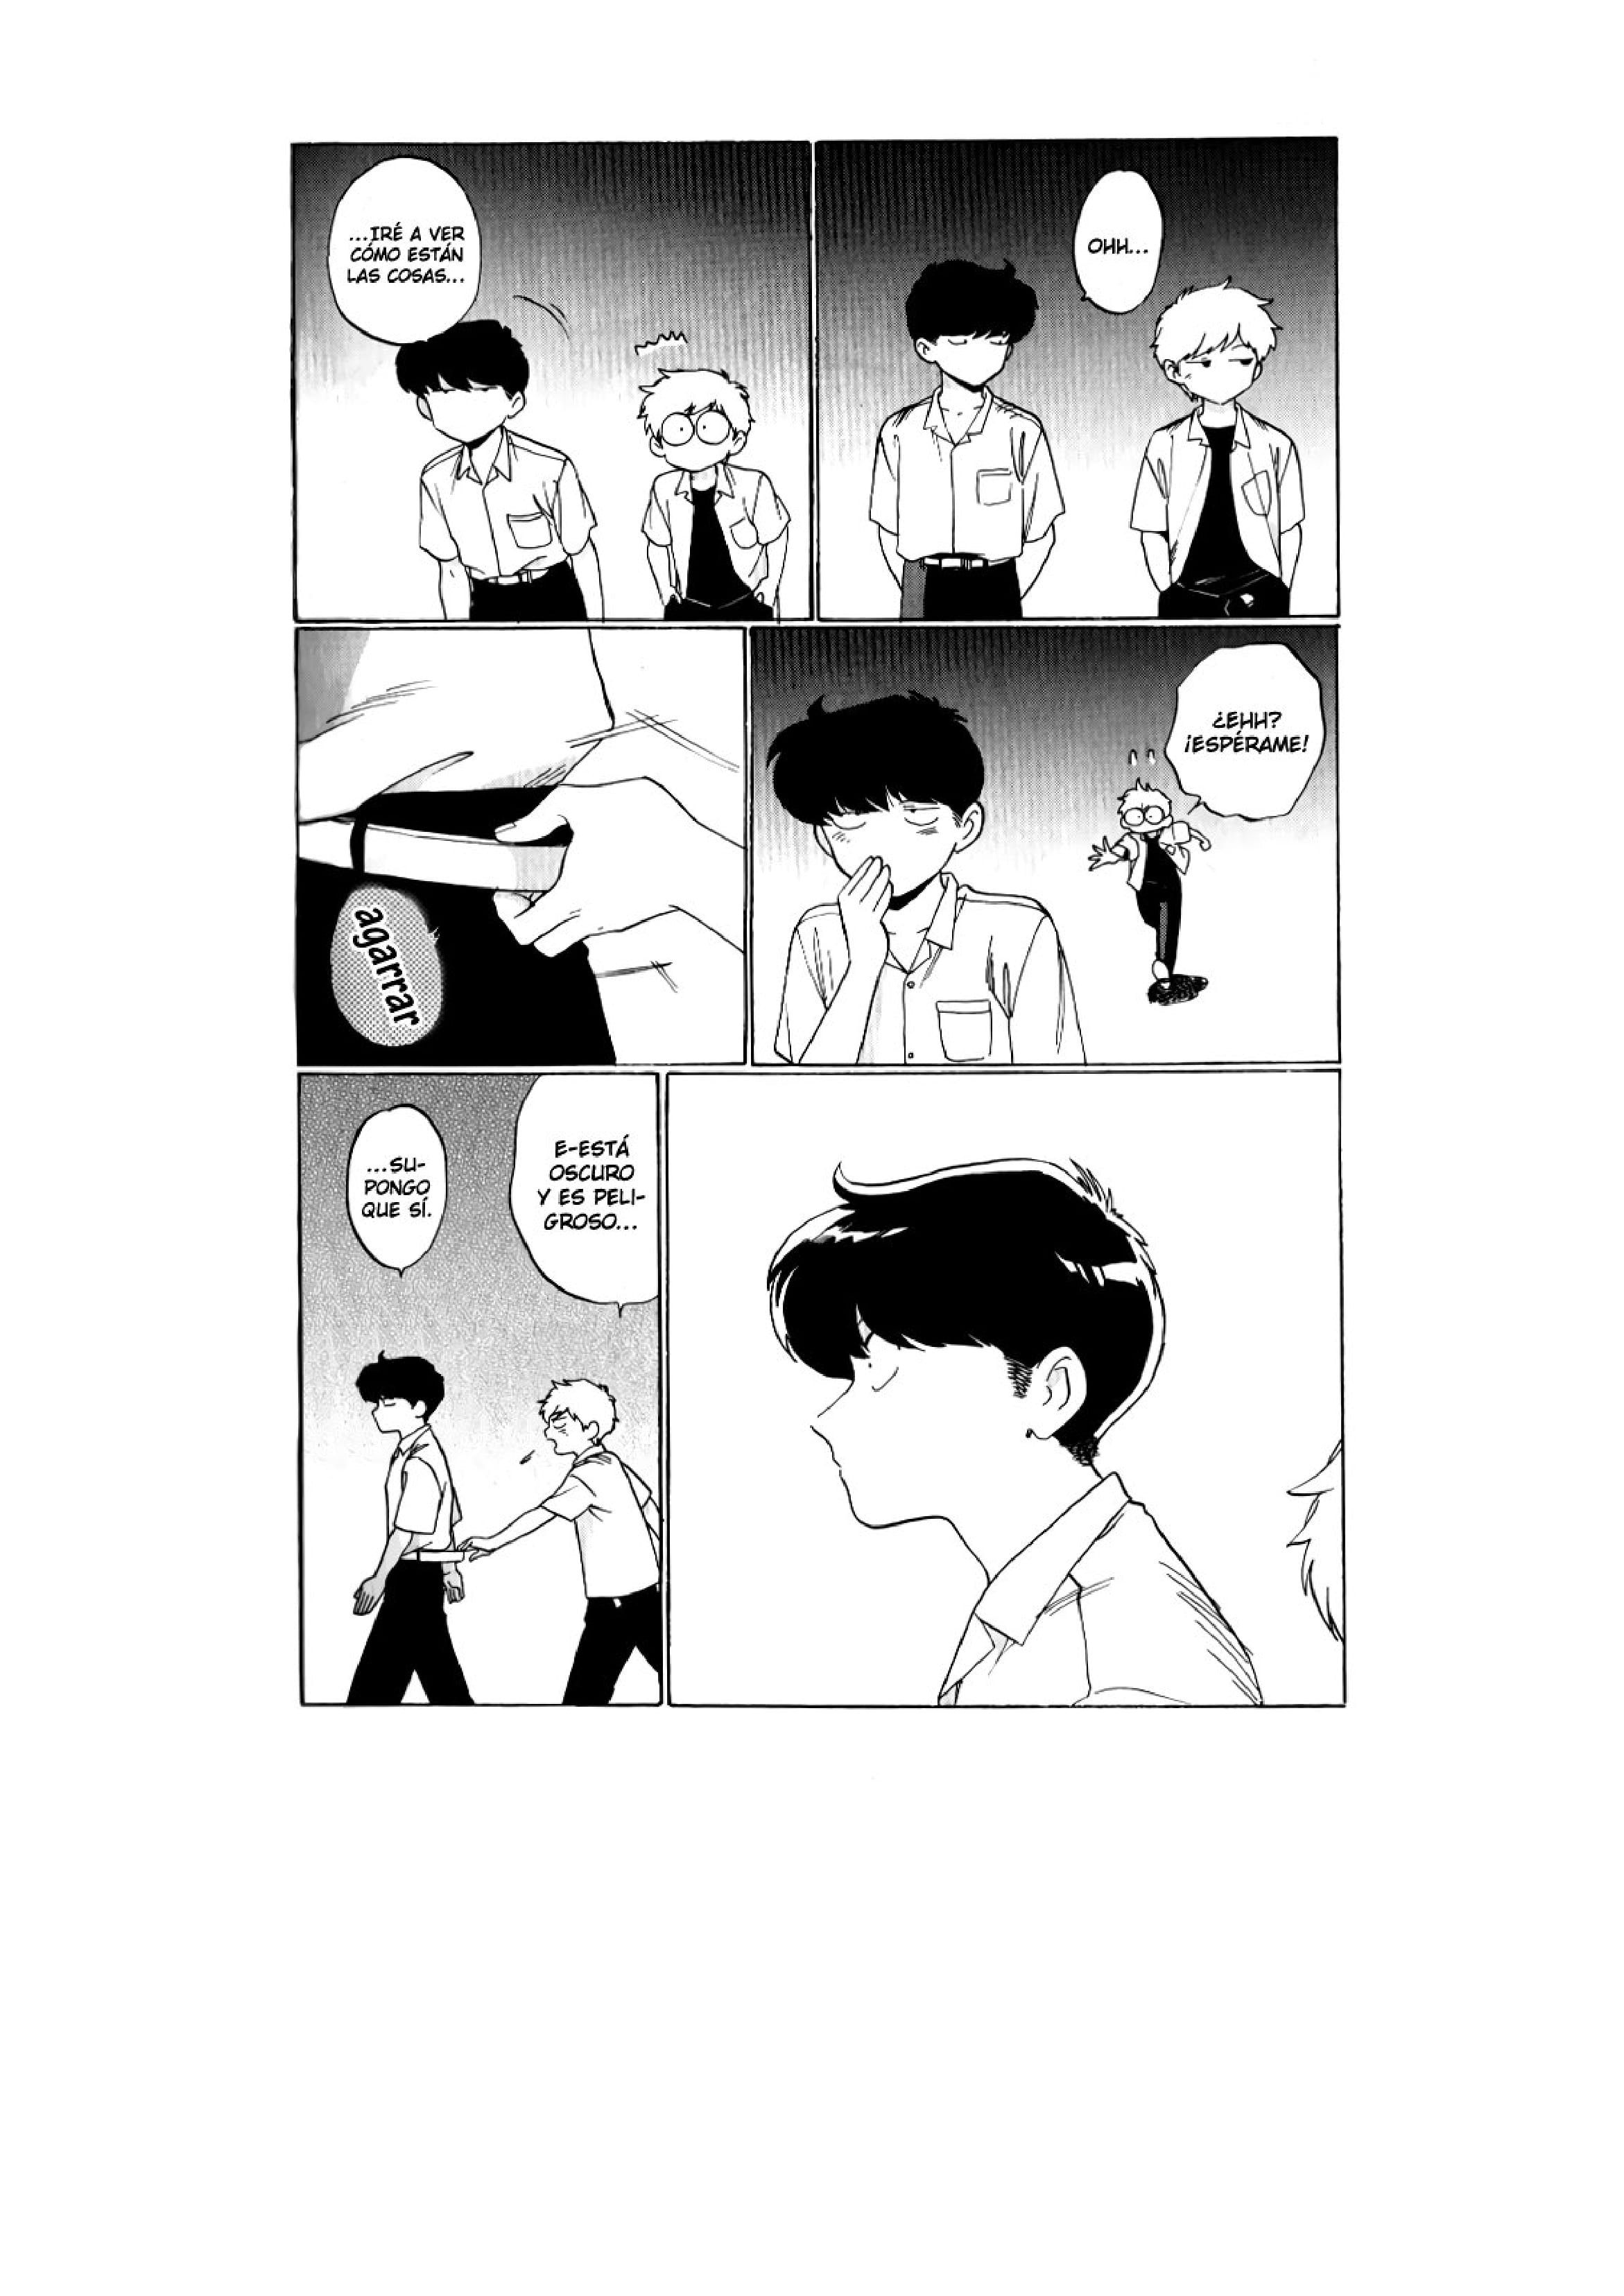 OHH...
...IRÉ A VER
CÓMO ESTÁN
LAS COSAS...
¿EHH?
¡ESPÉRAME!
agarrar
E-ESTÁ
OSCURO
Y ES PELI-
GROSO...
...SU-
PONGO
QUE SÍ.